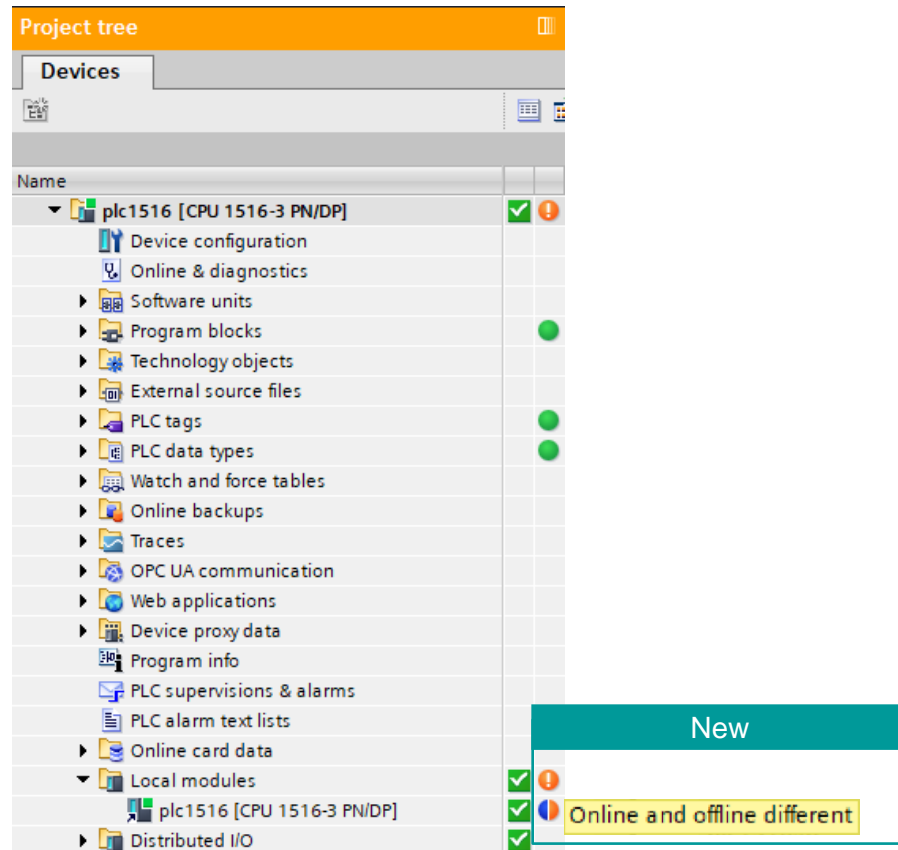 Project tree
Devices
Name
plc1516 [CPU 1516-3 PN/DP]
Device configuration
Online & diagnostics
Software units
Program blocks
Technology objects
External source files
PLC tags
PLC data types
Watch and force tables
Online backups
Traces
OPC UA communication
Web applications
Device proxy data
Program info
PLC supervisions & alarms
PLC alarm text lists
New
Online card data
Local modules
plc1516 [CPU 1516-3 PN/DP]
Online and offline different
Distributed I/O